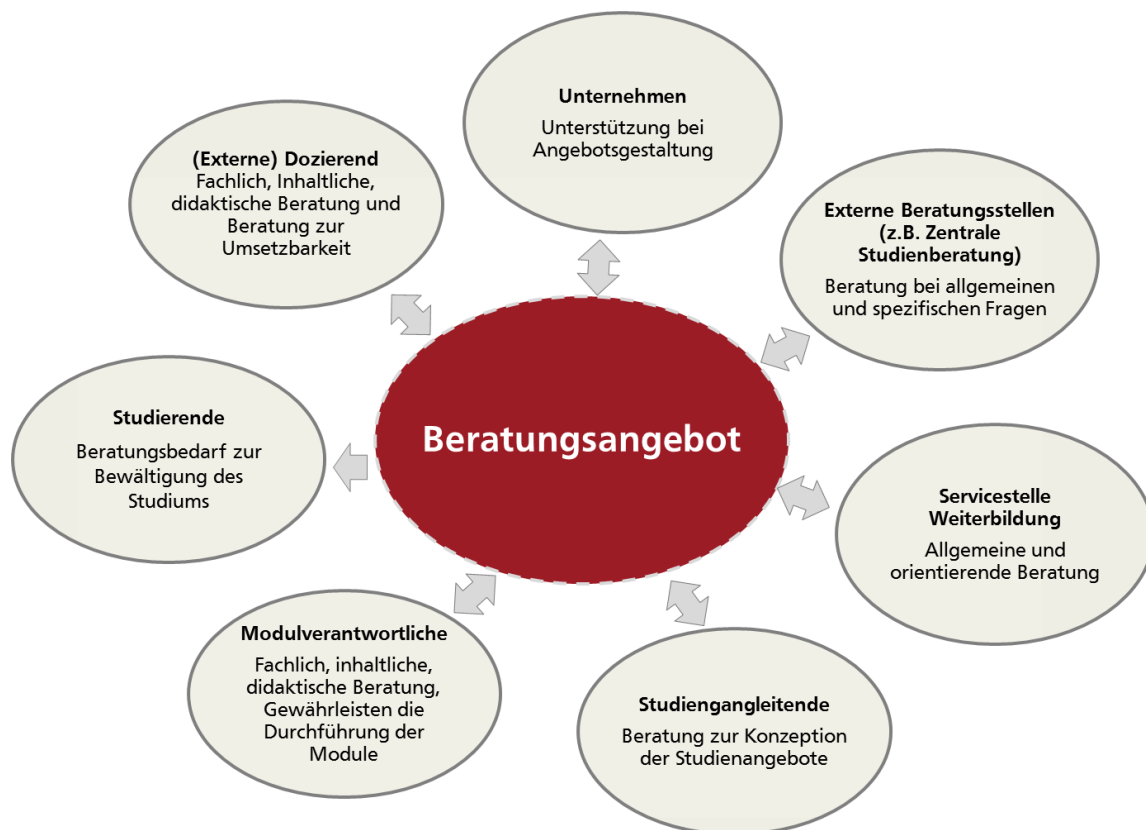 Unternehmen
Unterstützung bei
Angebotsgestaltung
(Externe) Dozierend
Fachlich, Inhaltliche,
didaktische Beratung und
Beratung zur
Umsetzbarkeit
Externe Beratungsstellen
(z.B. Zentrale
Studienberatung)
Beratung bei allgemeinen
und spezifischen Fragen
Studierende
Beratungsbedarf zur
Bewältigung des
Studiums
Beratungsangebot
Servicestelle
Weiterbildung
Allgemeine und
orientierende Beratung
Modulverantwortliche
Fachlich, inhaltliche,
didaktische Beratung,
Gewährleisten die
Durchführung der
Module
Studiengangleitende
Beratung zur Konzeption
der Studienangebote